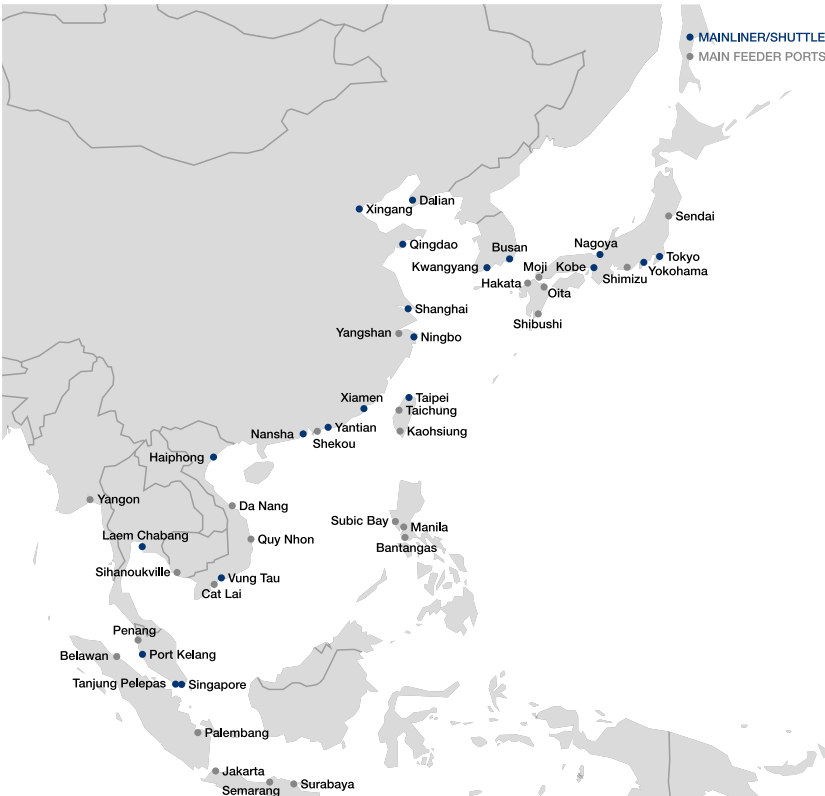 MAINLINER/SHUTTLE
MAIN FEEDER PORTS
Dalian
Xingang
Sendai
Qingdao
Busan
Nagoya
Tokyo
Kwangyang
Moji
Kobe
Yokohama
Hakata
Shimizu
Oita
Shanghai
Shibushi
Yangshan
Ningbo
Xiamen
Taipei
Taichung
Yantian
Nansha
Kaohsiung
Shekou
Haiphong
Yangon
Da Nang
Subic Bay
Manila
Laem Chabang
Quy Nhon
Bantangas
Sihanoukville
Vung Tau
Cat Lai
Penang
Belawan
Port Kelang
Tanjung Pelepas
Singapore
Palembang
Jakarta
Semarang
Surabaya